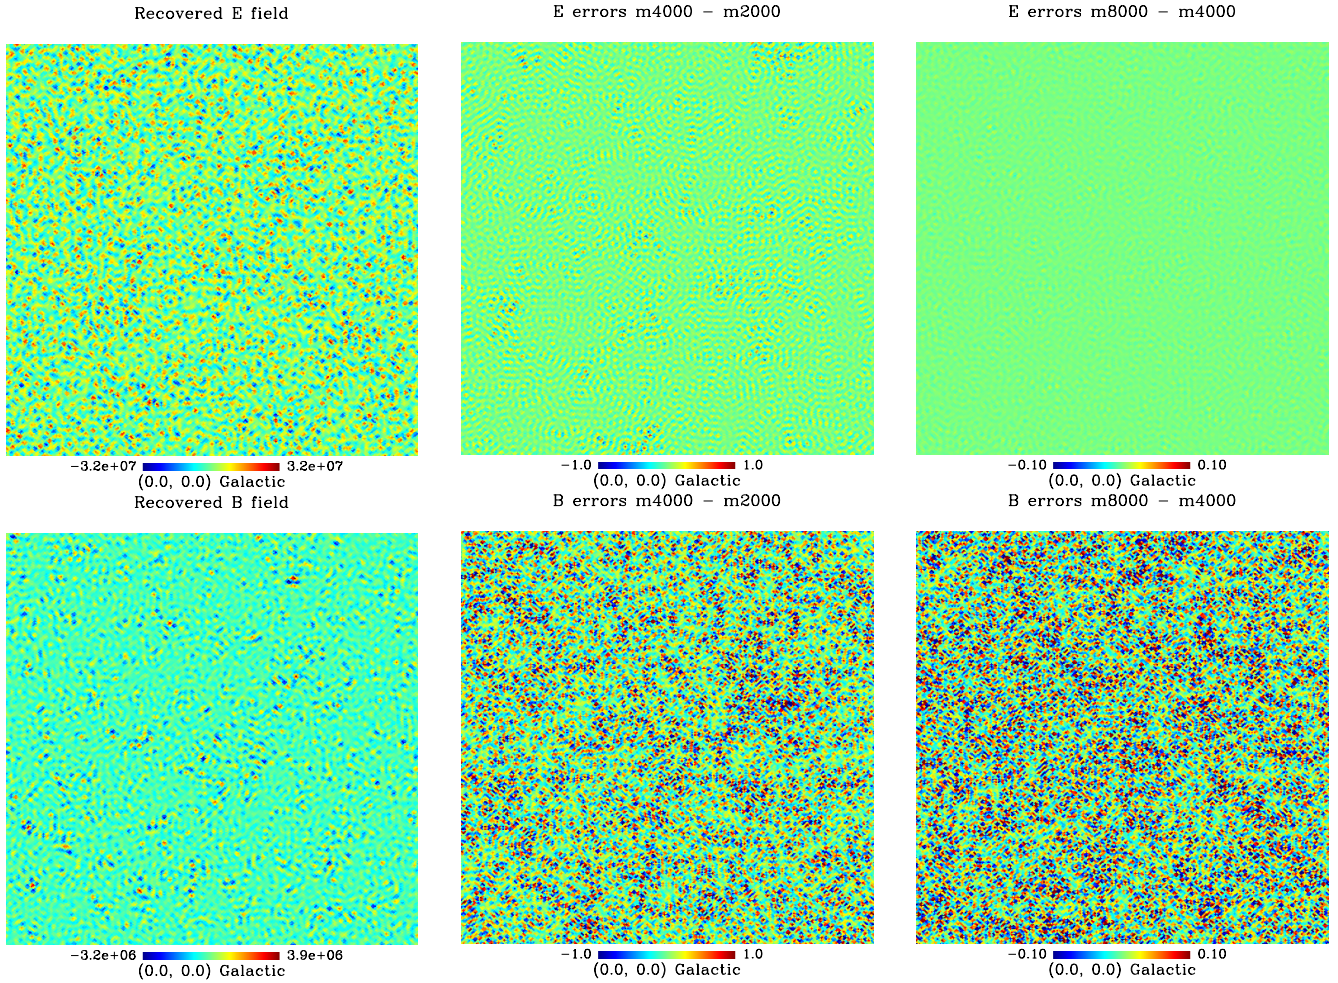 Recovered E field
E errors m4000 − m2000
E errors m8000 − m4000
−3.2e+07 3.2e+07
(0.0, 0.0) Galactic
−1.0 1.0
(0.0, 0.0) Galactic
−0.10 0.10
(0.0, 0.0) Galactic
Recovered B field
B errors m4000 − m2000
B errors m8000 − m4000
−3.2e+06 3.9e+06
(0.0, 0.0) Galactic
−1.0 1.0
(0.0, 0.0) Galactic
−0.10 0.10
(0.0, 0.0) Galactic